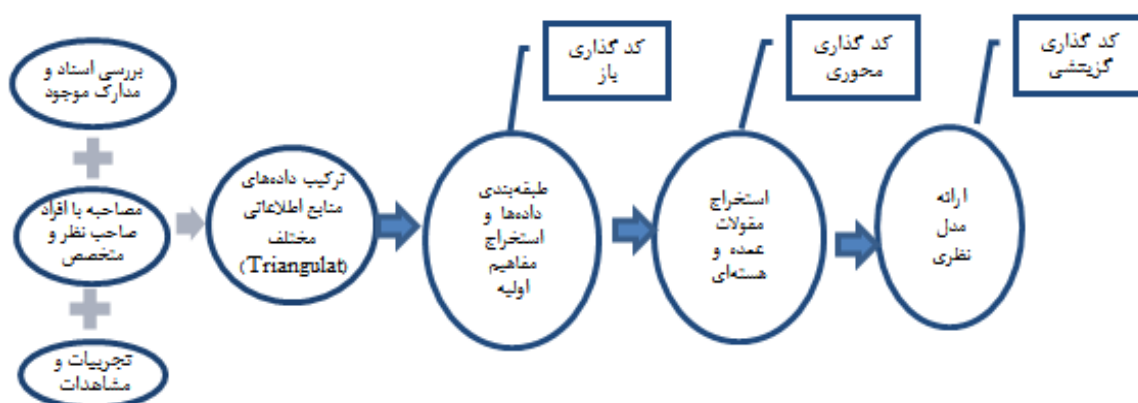 بررسی اسناد و
مدارک موجود
مصاحبه با افراد
صاحب نظر و
متخصص
تجربیات و
مشاهدات
ترکیب داده‌های
منابع اطلاعاتی
مختلف
(Triangulat)
کد گذاری
باز
طبقه‌بندی
داده‌ها و
استخراج
مفاهیم
اولیه
کد گذاری
محوری
استخراج
مقولات
عمده و
هسته‌ای
کد گذاری
گزینشی
ارائه
مدل
نظری